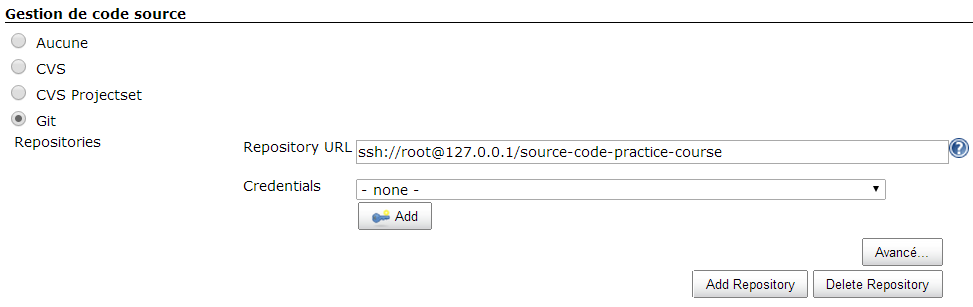 Gestion de code source
Aucune
CVS
CVS Projectset
Git
Repositories
Repository URL ssh://root@127.0.0.1/source-code-practice-course
Credentials - none -
Add
Avancé...
Add Repository Delete Repository